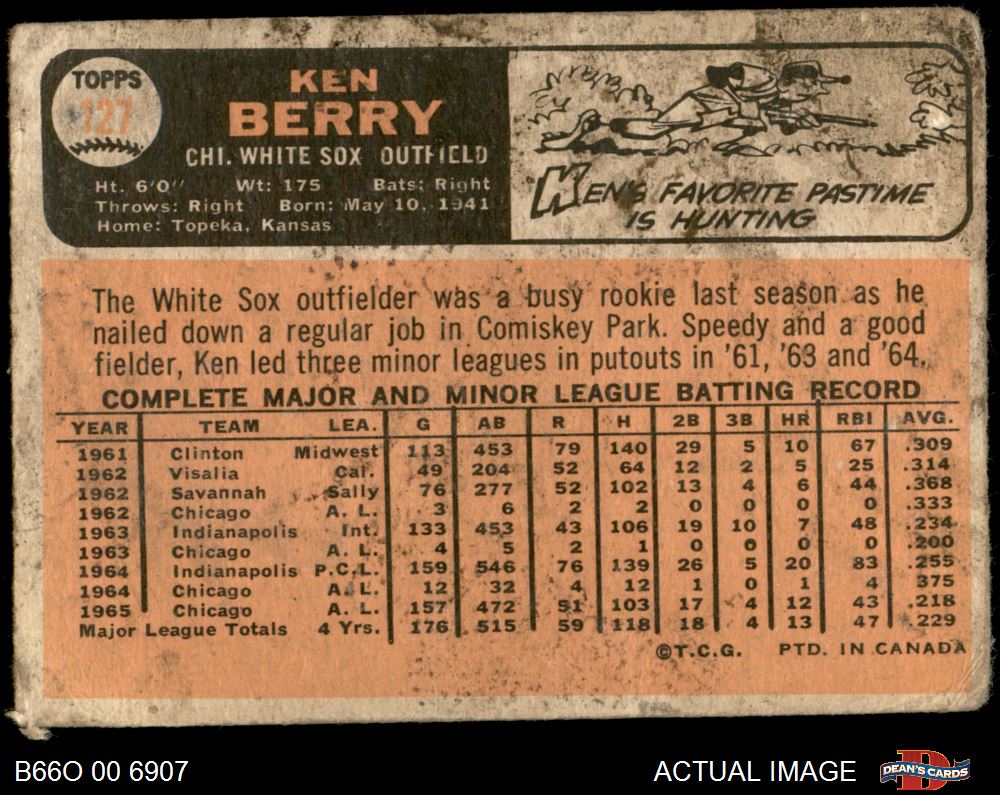 TOPPS
127
KEN
BERRY
CHI. WHITE SOX OUTFIELD
Ht. 6'0" Wt: 175 Bats: Right
Throws: Right Born: May 10, 1941
Home: Topeka, Kansas
KEN'S FAVORITE PASTIME
IS HUNTING
The White Sox outfielder was a busy rookie last season as he
nailed down a regular job in Comiskey Park. Speedy and a good
fielder, Ken led three minor leagues in putouts in '61, '63 and '64.
COMPLETE MAJOR AND MINOR LEAGUE BATTING RECORD
YEAR TEAM LEA. G AB R H 2B 3B HR RBI AVG.
1961 Clinton Midwest 113 453 79 140 29 5 10 67 .309
1962 Visalia Cal. 49 204 52 64 12 2 5 25 .314
1962 Savannah Sally 76 277 52 102 13 4 6 44 .368
1962 Chicago A. L. 3 6 2 2 0 0 0 0 .333
1963 Indianapolis Int. 133 453 43 106 19 10 7 48 .234
1963 Chicago A. L. 4 5 2 1 0 0 0 0 .200
1964 Indianapolis P.C.L. 159 546 76 139 26 5 20 83 .255
1964 Chicago A. L. 12 32 4 12 1 0 1 4 375
1965 Chicago A. L. 157 472 51 103 17 4 12 43 .218
Major League Totals 4 Yrs. 176 515 59 118 18 4 13 47 .229
©T.C.G. PTD. IN CANADA
B66O 00 6907
ACTUAL IMAGE
DEAN'S CARDS